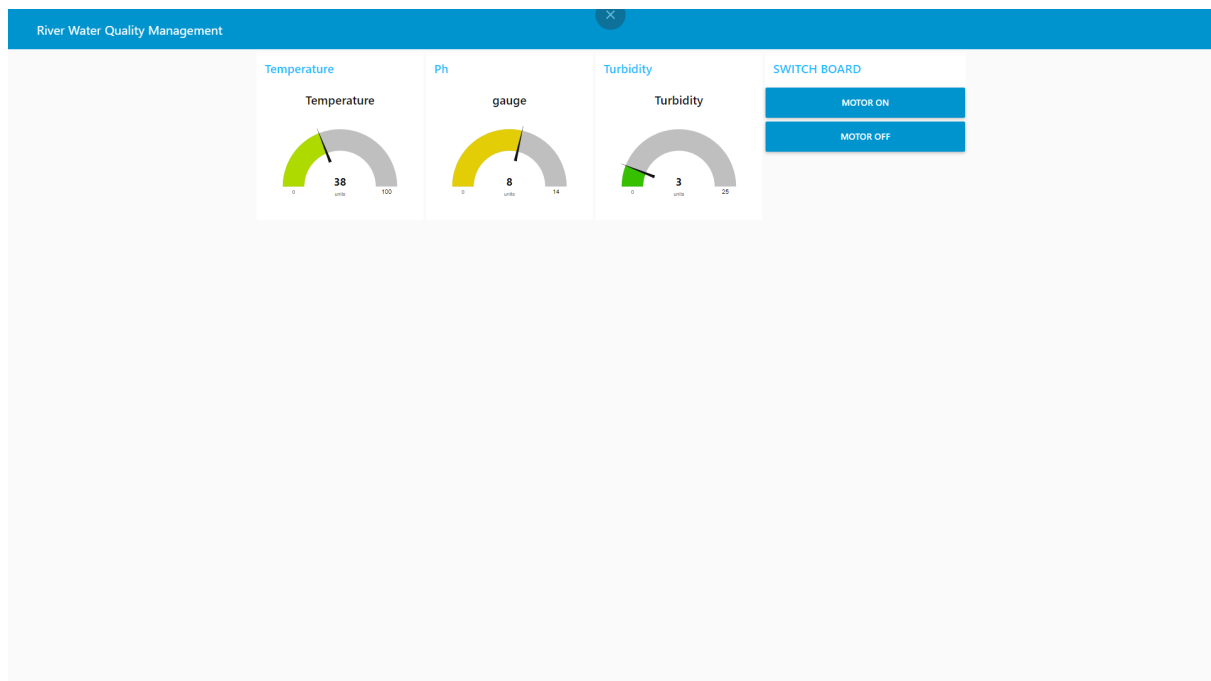 River Water Quality Management
Temperature
Temperature
38
units
0
100
Ph
gauge
8
units
0
14
Turbidity
Turbidity
3
units
0
25
SWITCH BOARD
MOTOR ON
MOTOR OFF